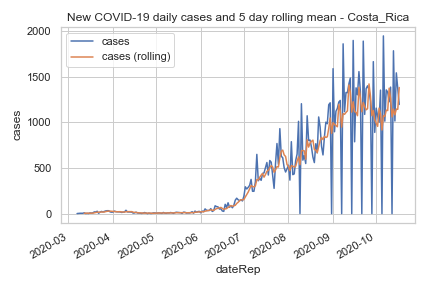 New COVID-19 daily cases and 5 day rolling mean - Costa_Rica
cases
cases (rolling)
2000
1500
1000
500
0
cases
2020-03
2020-04
2020-05
2020-06
2020-07
2020-08
2020-09
2020-10
dateRep